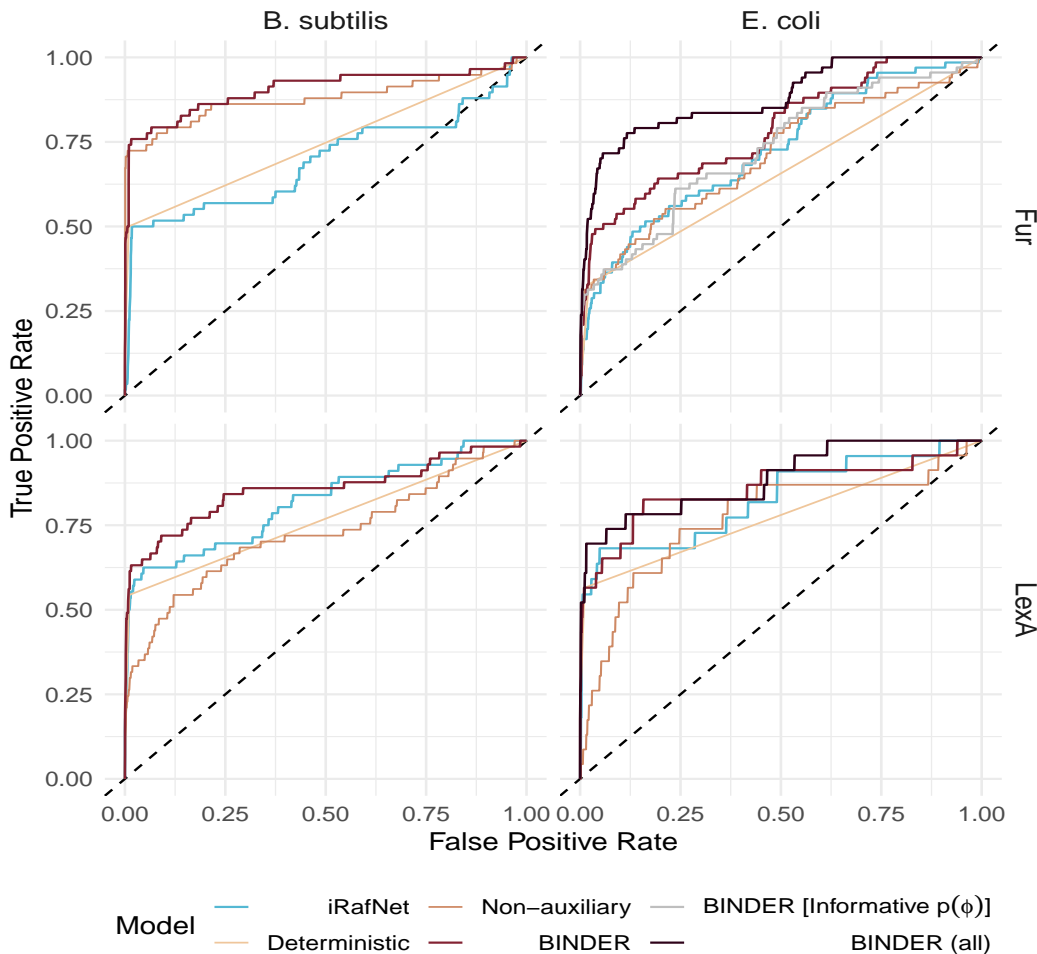 B. subtilis
E. coli
True Positive Rate
1.00
0.75
0.50
0.25
0.00
Fur
1.00
0.75
0.50
0.25
0.00
LexA
0.00 0.25 0.50 0.75 1.00 0.00 0.25 0.50 0.75 1.00
False Positive Rate
Model
iRafNet Non−auxiliary BINDER [Informative p(ϕ)]
Deterministic BINDER BINDER (all)